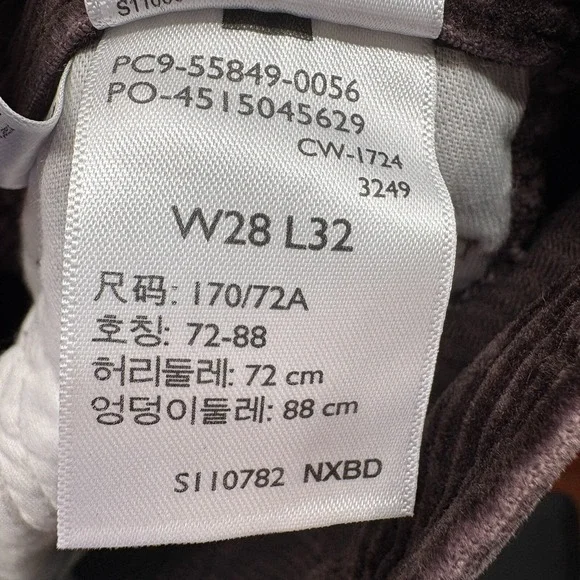 PC9-55849-0056
PO-4515045629
CW-1724
3249
W28 L32
尺码: 170/72A
호칭: 72-88
허리둘레: 72 cm
엉덩이둘레: 88 cm
S110782 NXBD